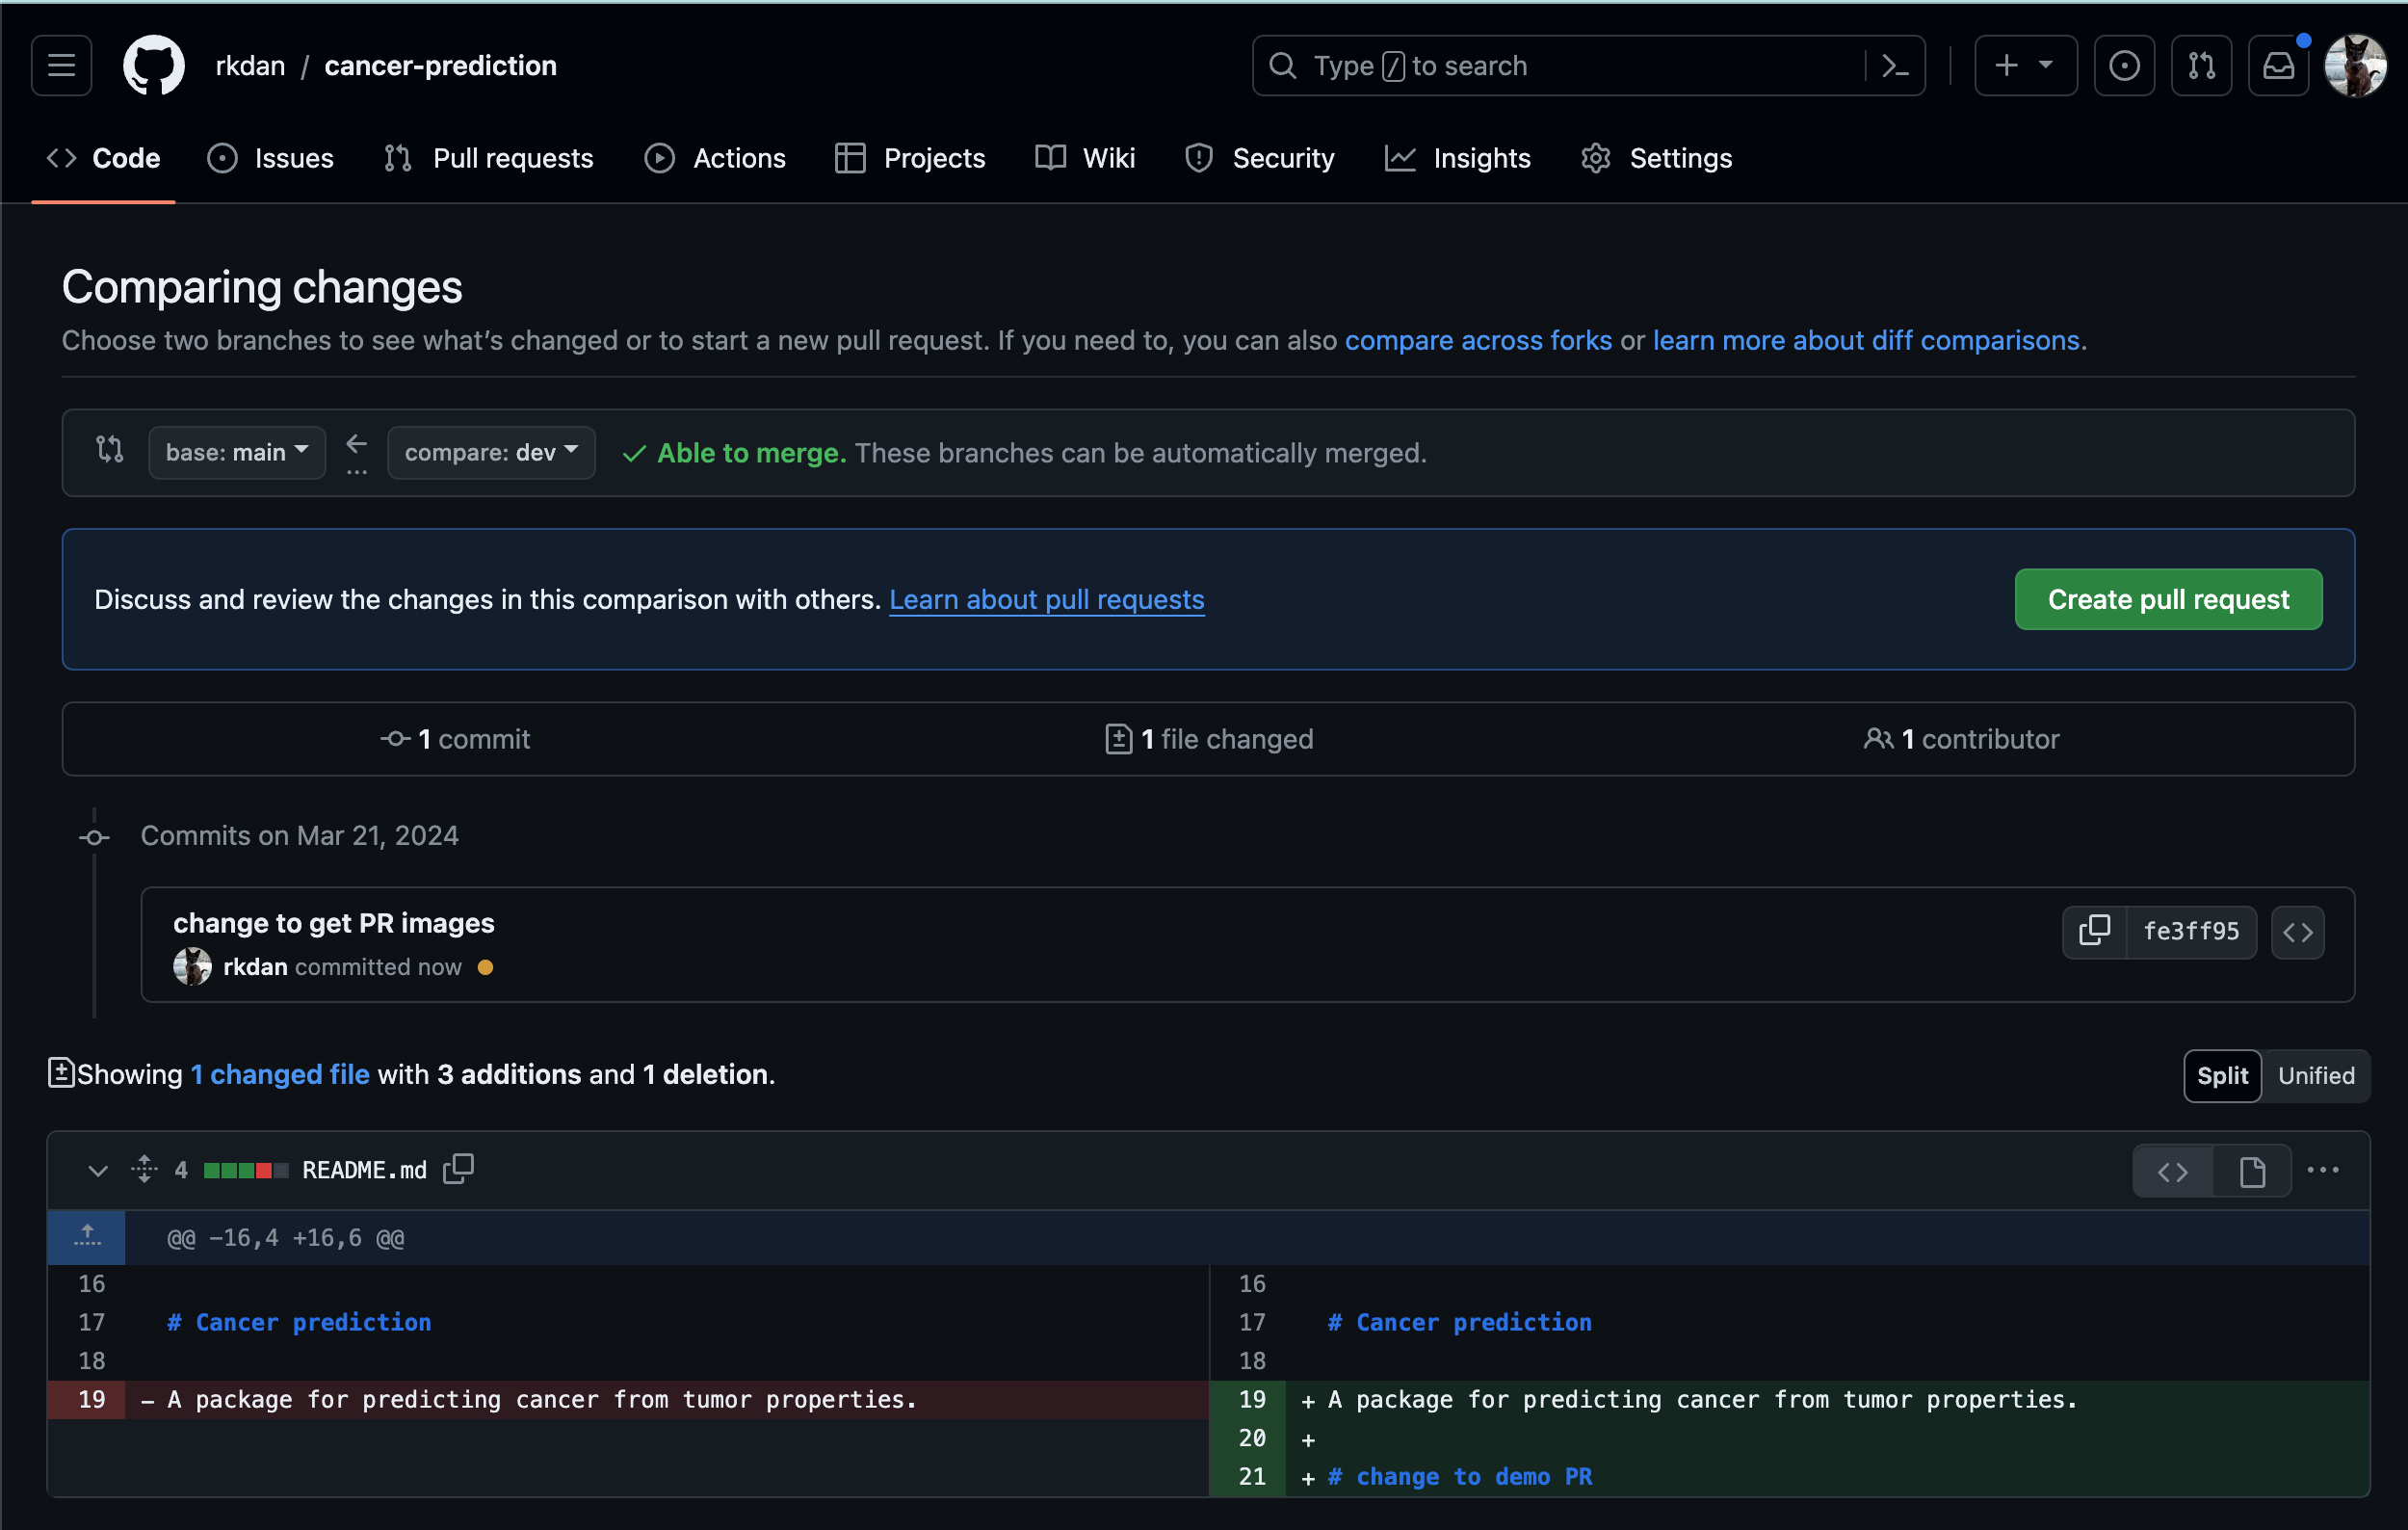 rkdan / cancer-prediction
Type / to search
Code Issues Pull requests Actions Projects Wiki Security Insights Settings
Comparing changes
Choose two branches to see what's changed or to start a new pull request. If you need to, you can also compare across forks or learn more about diff comparisons.
base: main ... compare: dev Able to merge. These branches can be automatically merged.
Discuss and review the changes in this comparison with others. Learn about pull requests
Create pull request
1 commit 1 file changed 1 contributor
Commits on Mar 21, 2024
change to get PR images
rkdan committed now
fe3ff95
Showing 1 changed file with 3 additions and 1 deletion.
Split Unified
4 README.md
@@ -16,4 +16,6 @@
16 16
17 # Cancer prediction 17 # Cancer prediction
18 18
19 - A package for predicting cancer from tumor properties. 19 + A package for predicting cancer from tumor properties.
20 +
21 + # change to demo PR